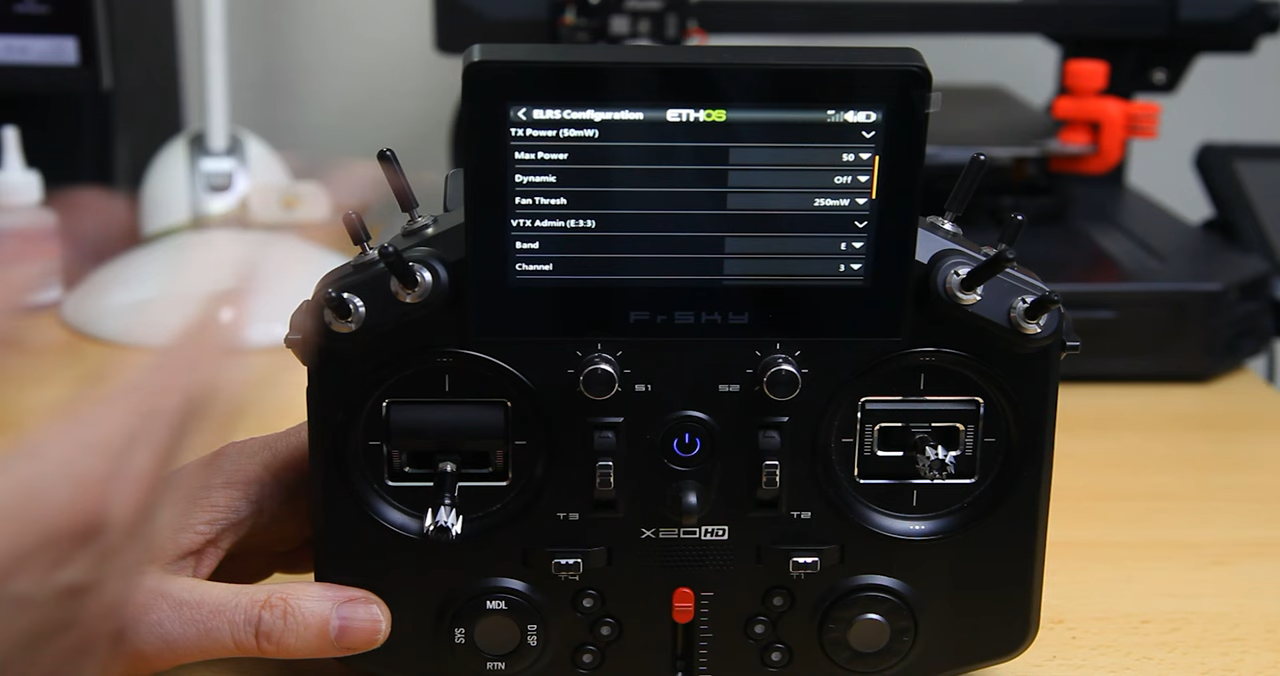 ELRS Configuration ETHOS
TX Power (50mW)
Max Power 50
Dynamic Off
Fan Thresh 250mW
VTX Admin (E:3:3)
Band E
Channel 3
FrSKY
S1 S2
T3 T2
X20HD
T4 T1
MDL
SYS DISP
RTN